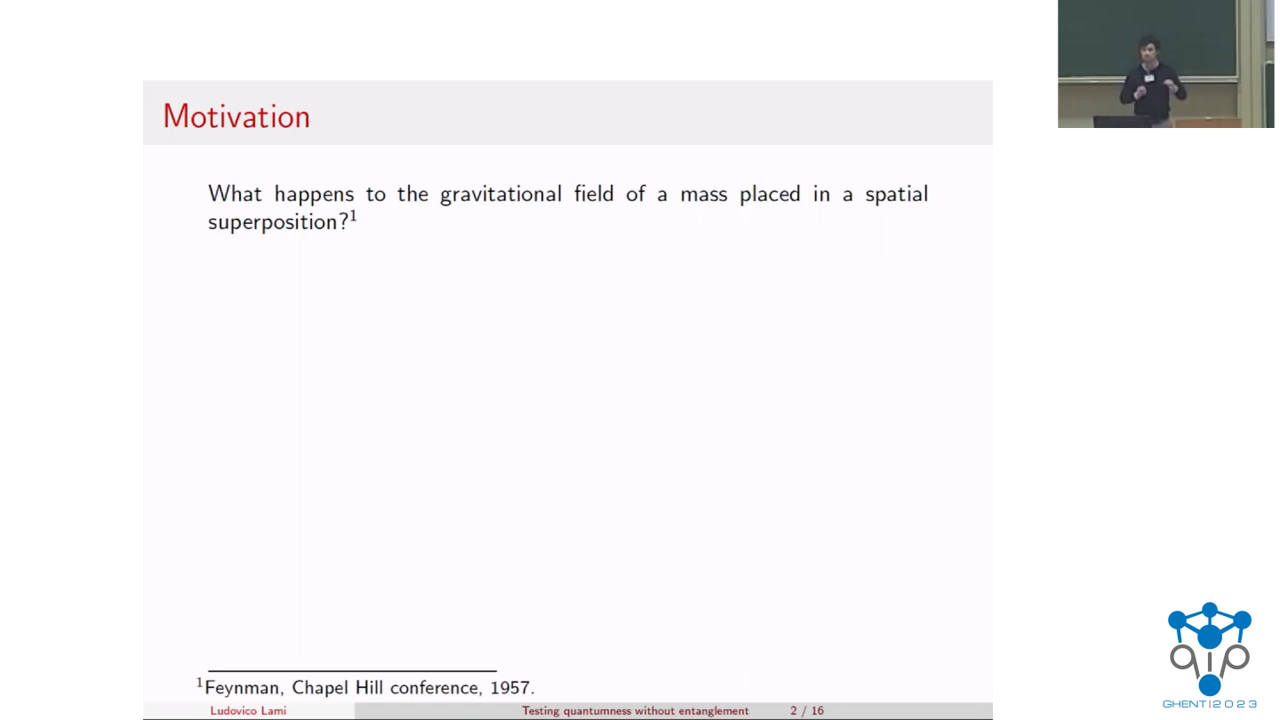 Motivation
What happens to the gravitational field of a mass placed in a spatial
superposition?¹
¹Feynman, Chapel Hill conference, 1957.
Ludovico Lami Testing quantumness without entanglement 2 / 16
qip
GHENT|2023